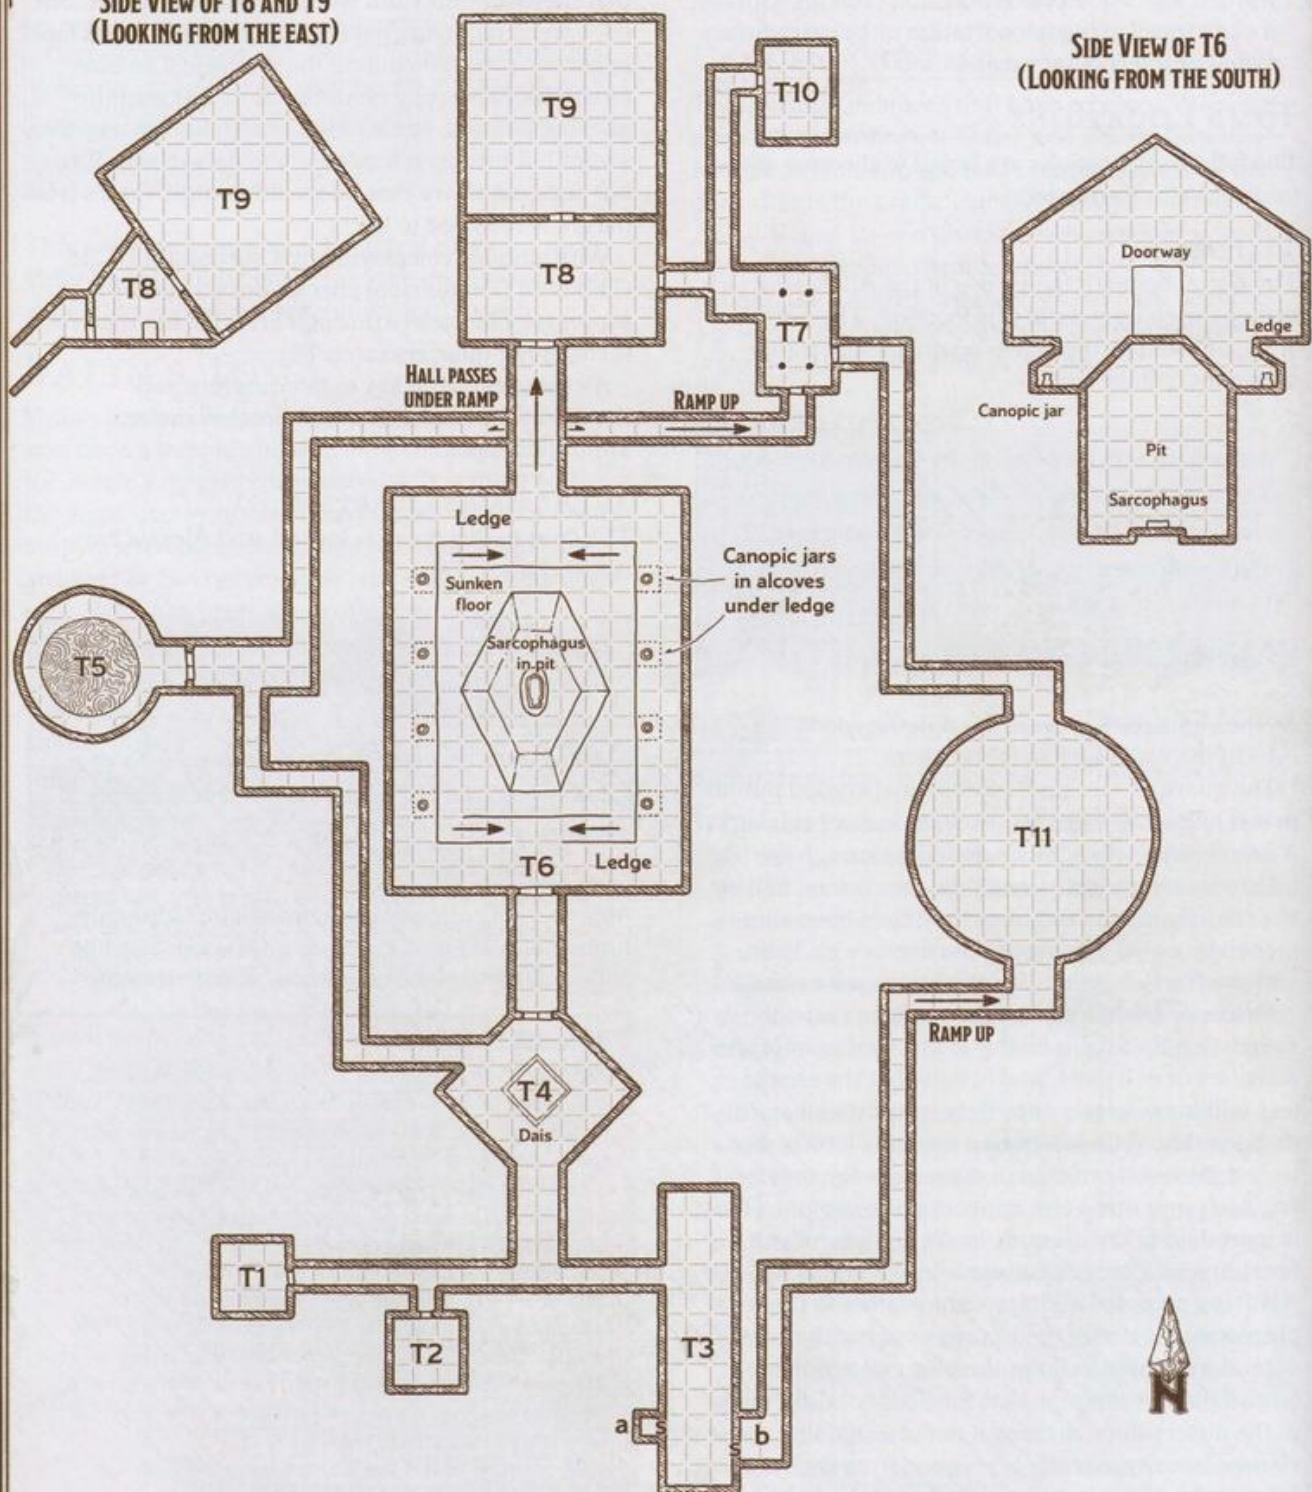 SIDE VIEW OF T8 AND T9
(LOOKING FROM THE EAST)
T9
T8
T9
T8
T10
T7
SIDE VIEW OF T6
(LOOKING FROM THE SOUTH)
Doorway
Ledge
Canopic jar
Pit
Sarcophagus
HALL PASSES
UNDER RAMP
RAMP UP
Ledge
Sunken
floor
Sarcophagus
in pit
Canopic jars
in alcoves
under ledge
T5
T6
Ledge
T11
RAMP UP
T4
Dais
T1
T2
T3
a
S
b
S
N